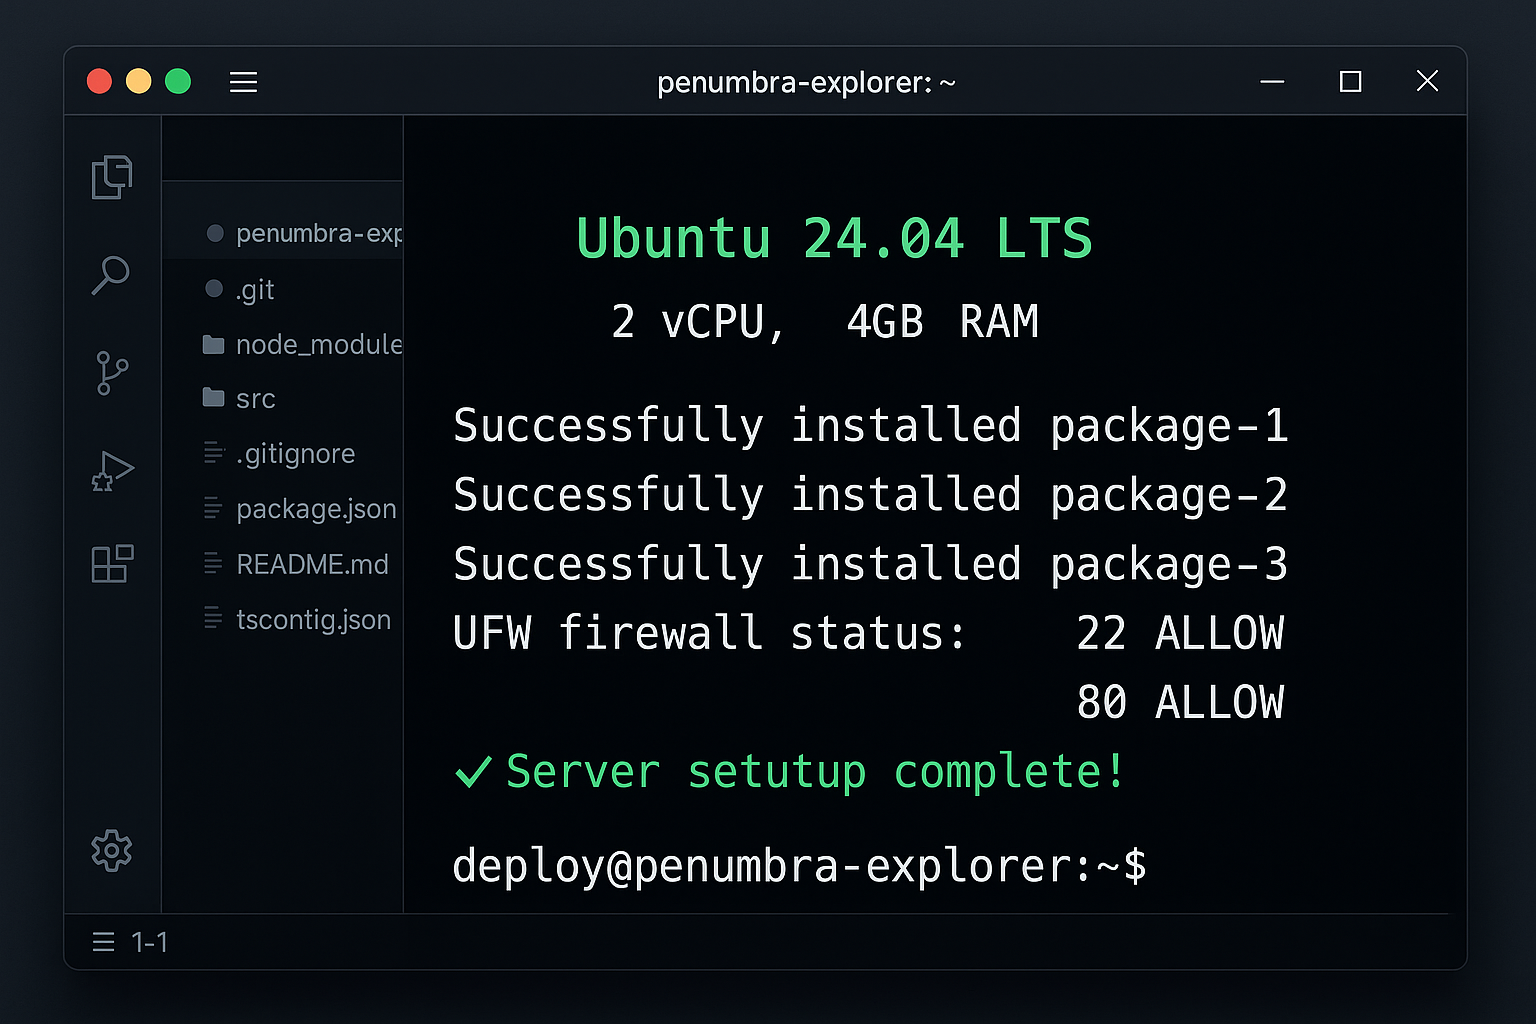 penumbra-explorer: ~
penumbra-exp
.git
node_module
src
.gitignore
package.json
README.md
tscontig.json
Ubuntu 24.04 LTS
2 vCPU, 4GB RAM
Successfully installed package-1
Successfully installed package-2
Successfully installed package-3
UFW firewall status: 22 ALLOW
80 ALLOW
✓ Server setutup complete!
deploy@penumbra-explorer:~$
1-1